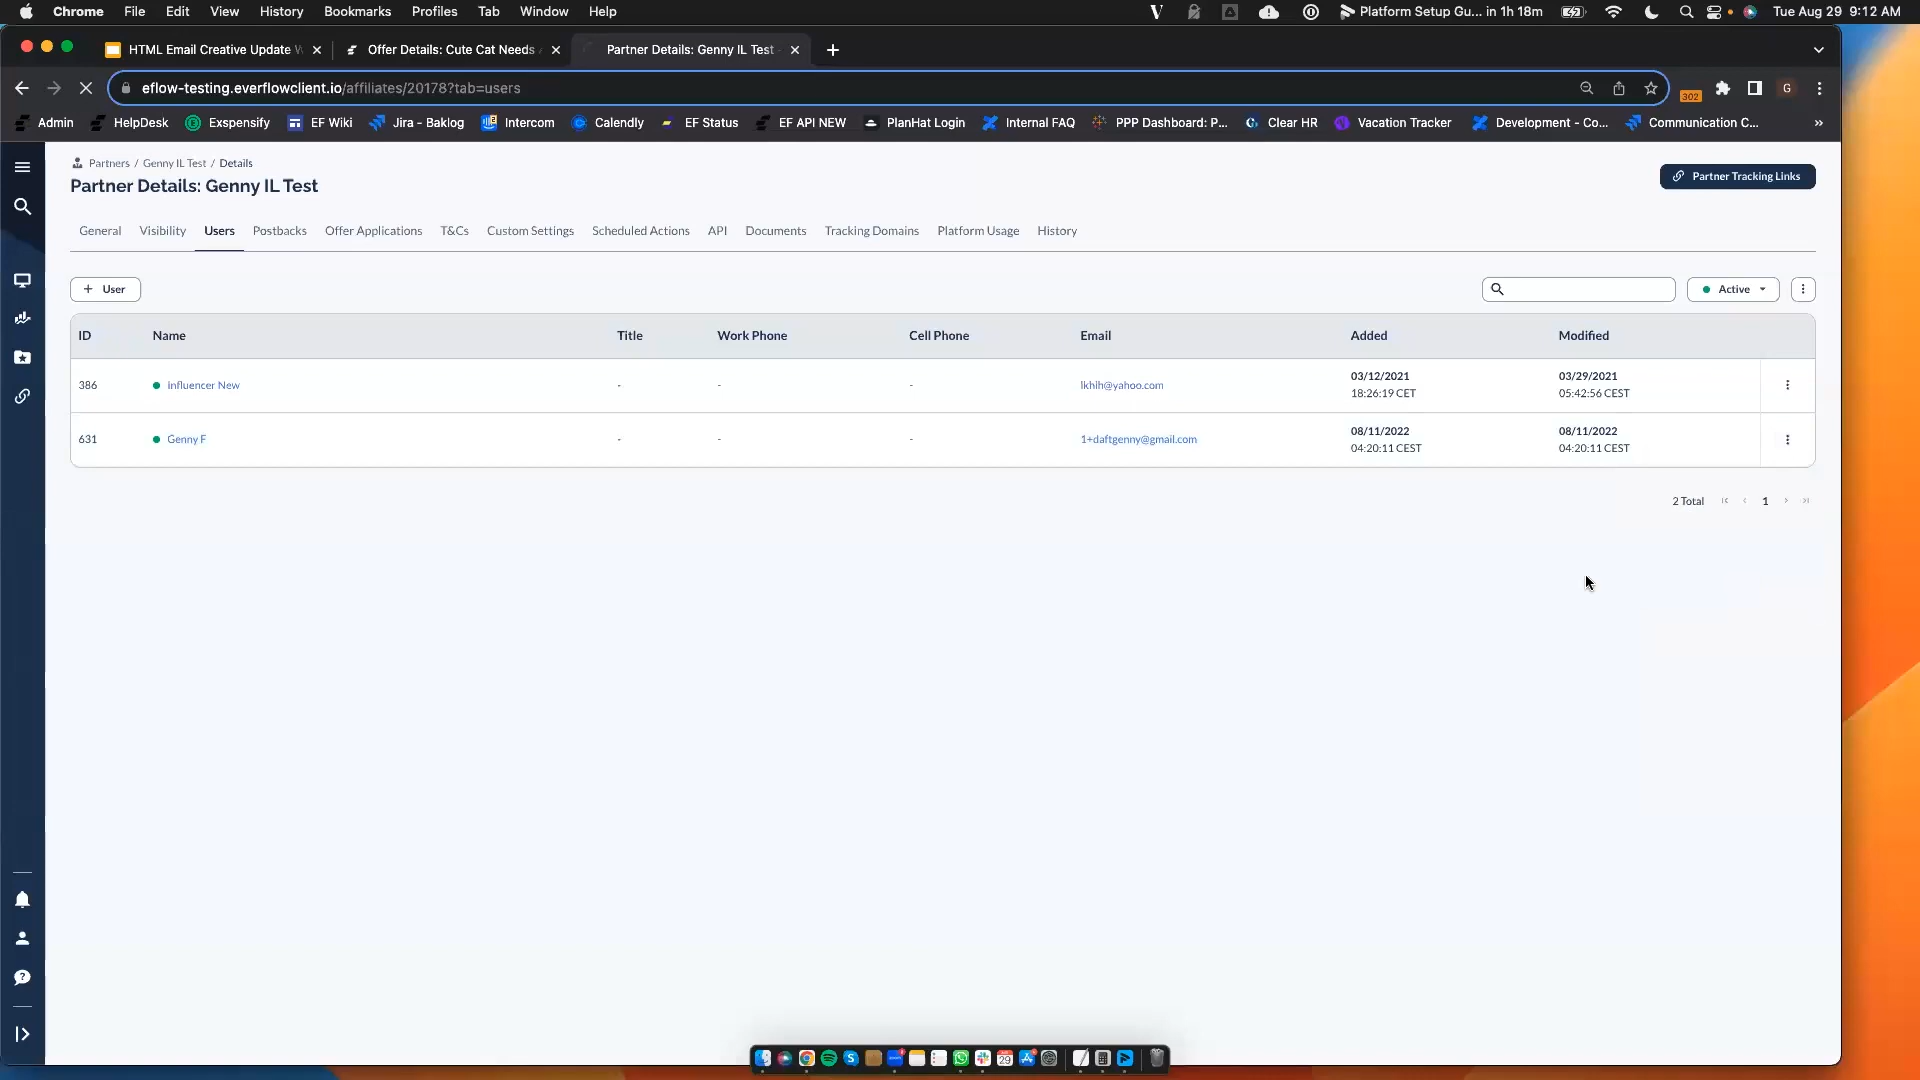 Chrome File Edit View History Bookmarks Profiles Tab Window Help
Platform Setup Gu... in 1h 18m Tue Aug 29 9:12 AM
HTML Email Creative Update Offer Details: Cute Cat Needs Partner Details: Genny IL Test
eflow-testing.everflowclient.io/affiliates/20178?tab=users
302 G
Admin HelpDesk Exspensify EF Wiki Jira - Baklog Intercom Calendly EF Status EF API NEW PlanHat Login Internal FAQ PPP Dashboard: P... Clear HR Vacation Tracker Development - Co... Communication C... »
Partners / Genny IL Test / Details
Partner Details: Genny IL Test
Partner Tracking Links
General Visibility Users Postbacks Offer Applications T&Cs Custom Settings Scheduled Actions API Documents Tracking Domains Platform Usage History
+ User
Active
ID Name Title Work Phone Cell Phone Email Added Modified
386 Influencer New - - - lkhlh@yahoo.com 03/12/2021 03/29/2021
18:26:19 CET 05:42:56 CEST
631 Genny F - - - 1+daftgenny@gmail.com 08/11/2022 08/11/2022
04:20:11 CEST 04:20:11 CEST
2 Total 1